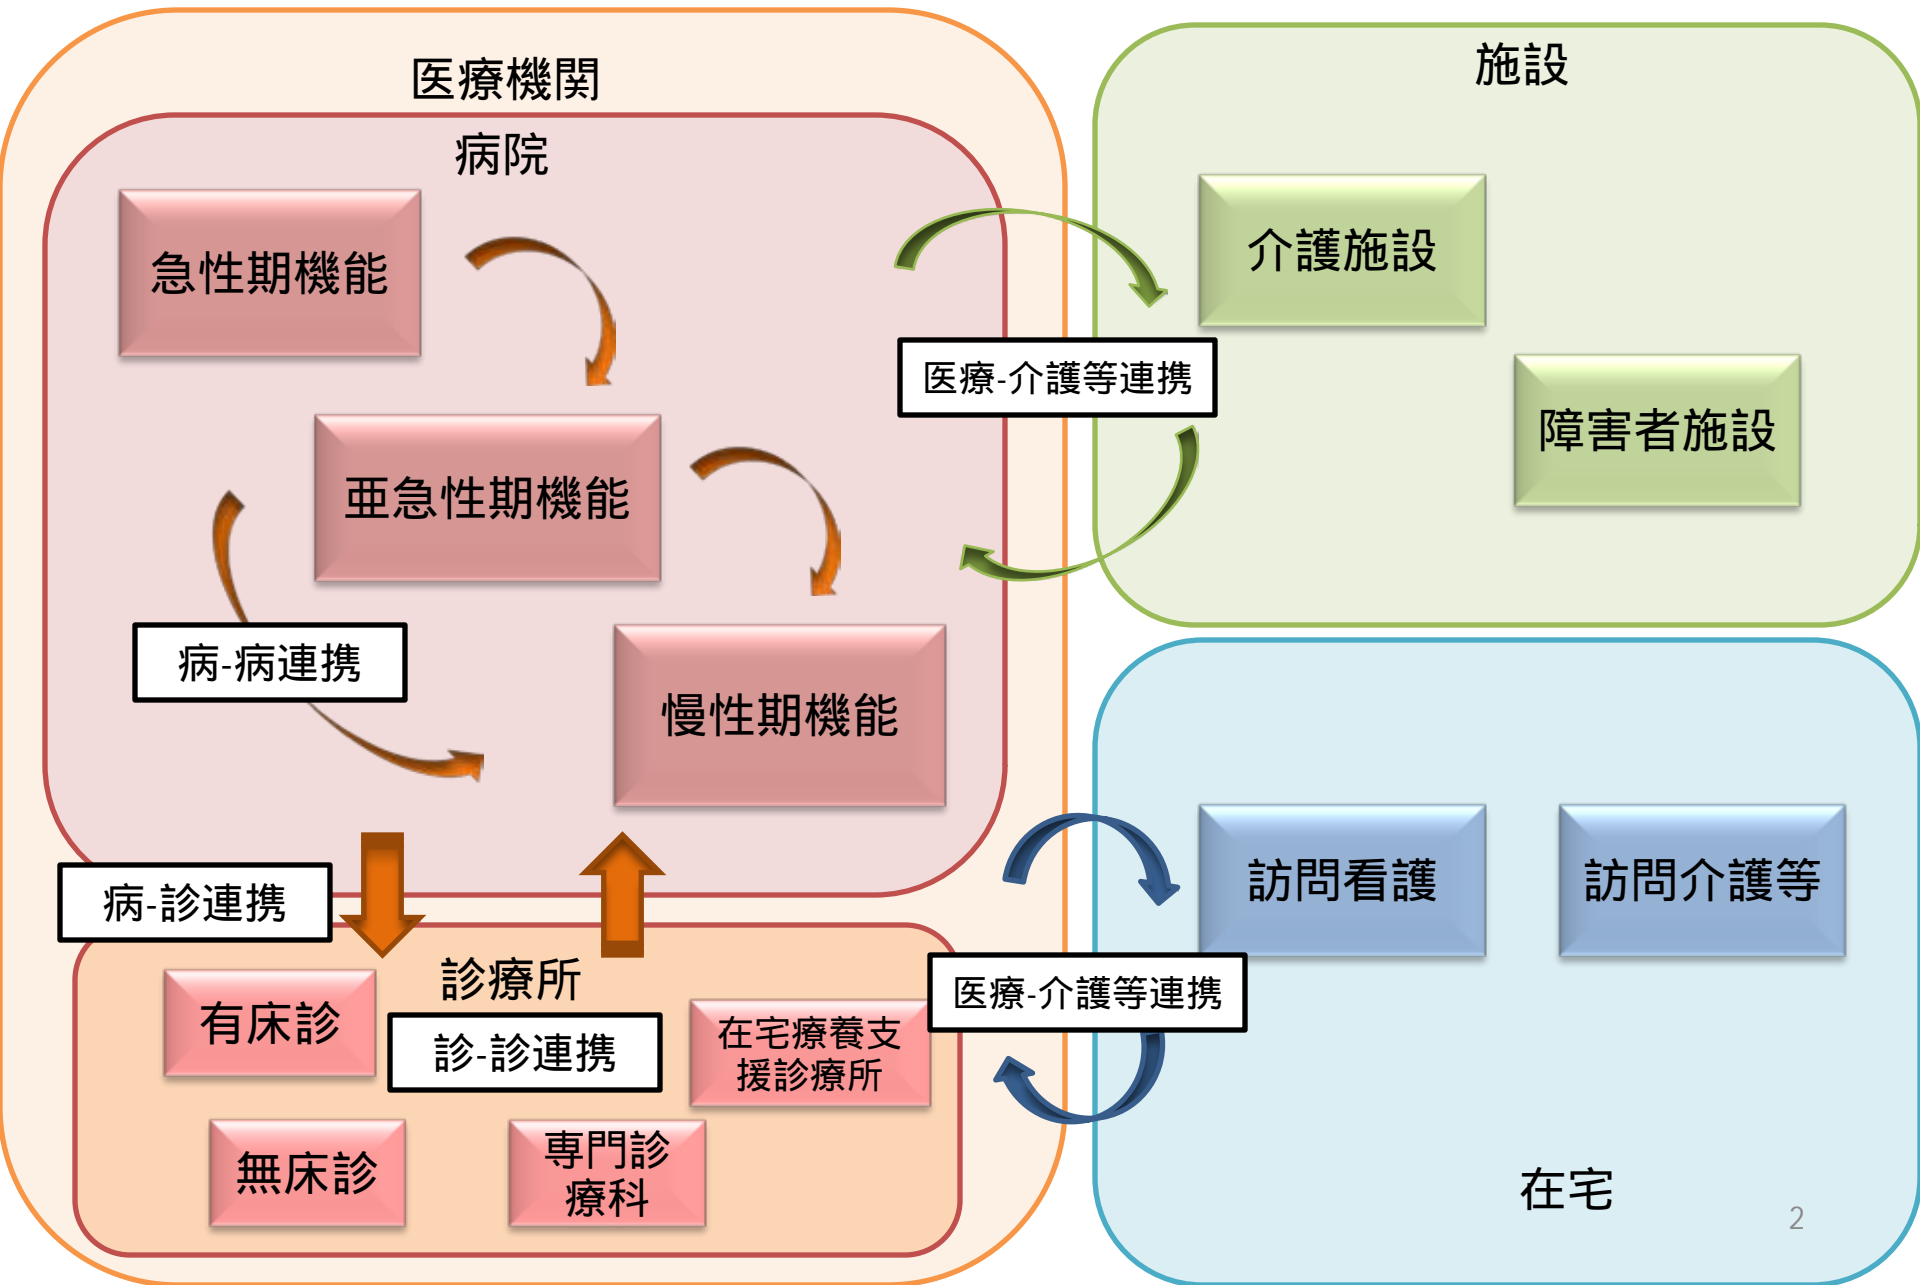 医療機関
病院
急性期機能
亜急性期機能
病-病連携
慢性期機能
病-診連携
診療所
有床診
診-診連携
在宅療養支
援診療所
無床診
専門診
療科
施設
介護施設
医療-介護等連携
障害者施設
訪問看護
訪問介護等
医療-介護等連携
在宅
2